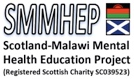 SMMHEP
Scotland-Malawi Mental
Health Education Project
(Registered Scottish Charity SC039523)